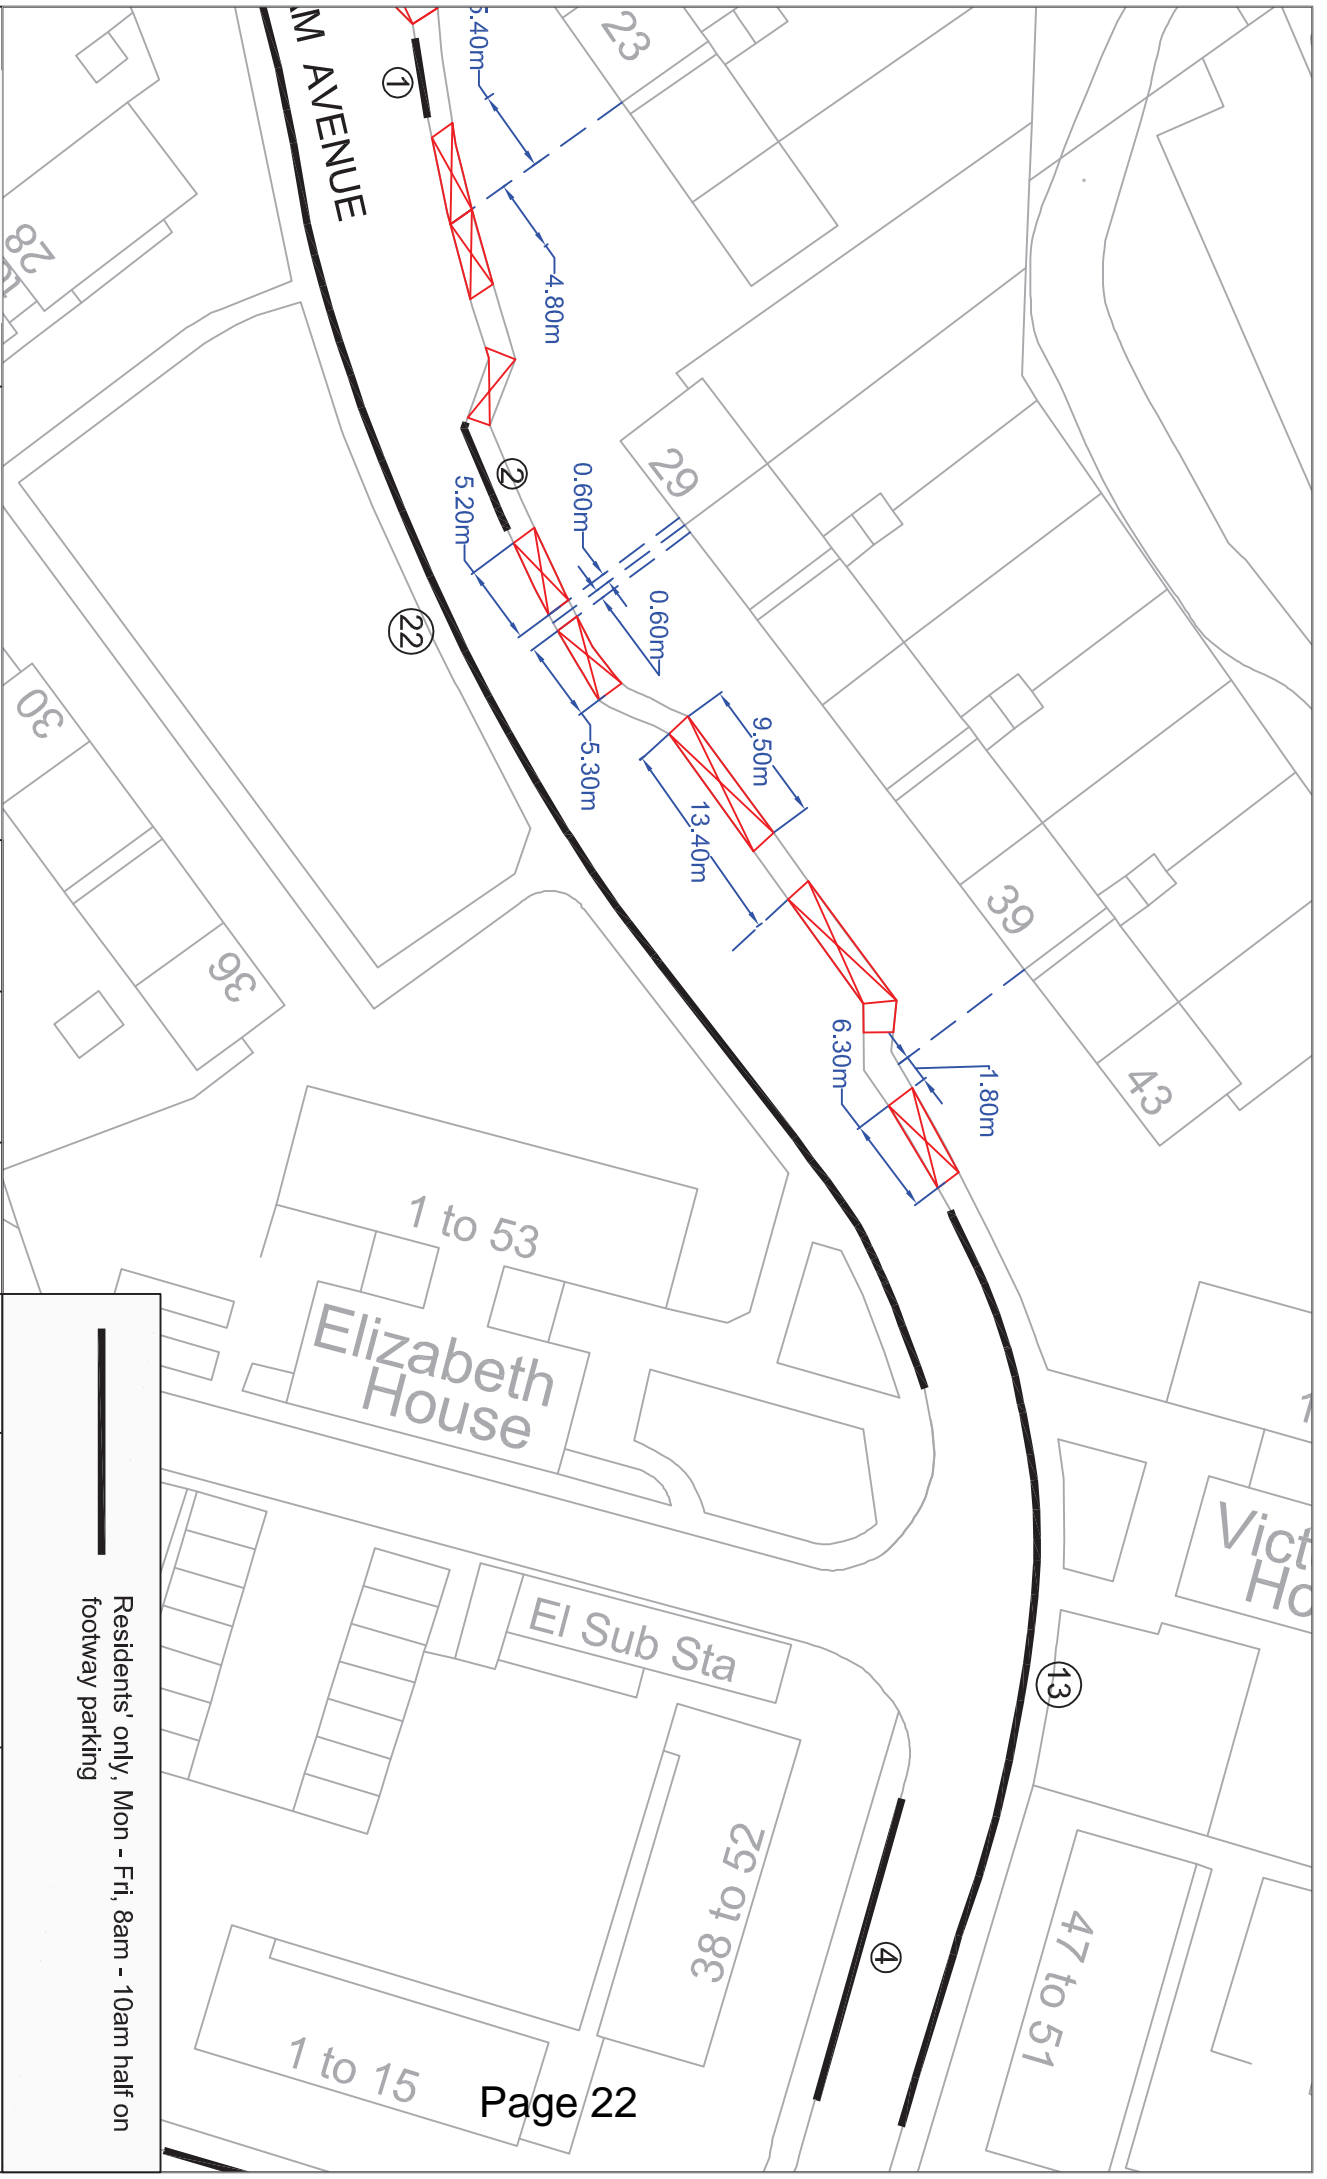 AVENUE
①
5.40m
23
28
4.80m
②
29
0.60m
5.20m
0.60m
㉒
30
5.30m
9.50m
13.40m
39
36
6.30m
1.80m
43
1 to 53
Elizabeth
House
El Sub Sta
⑬
38 to 52
④
47 to 51
1 to 15
Residents' only, Mon - Fri, 8am - 10am half on
footway parking
Page 22